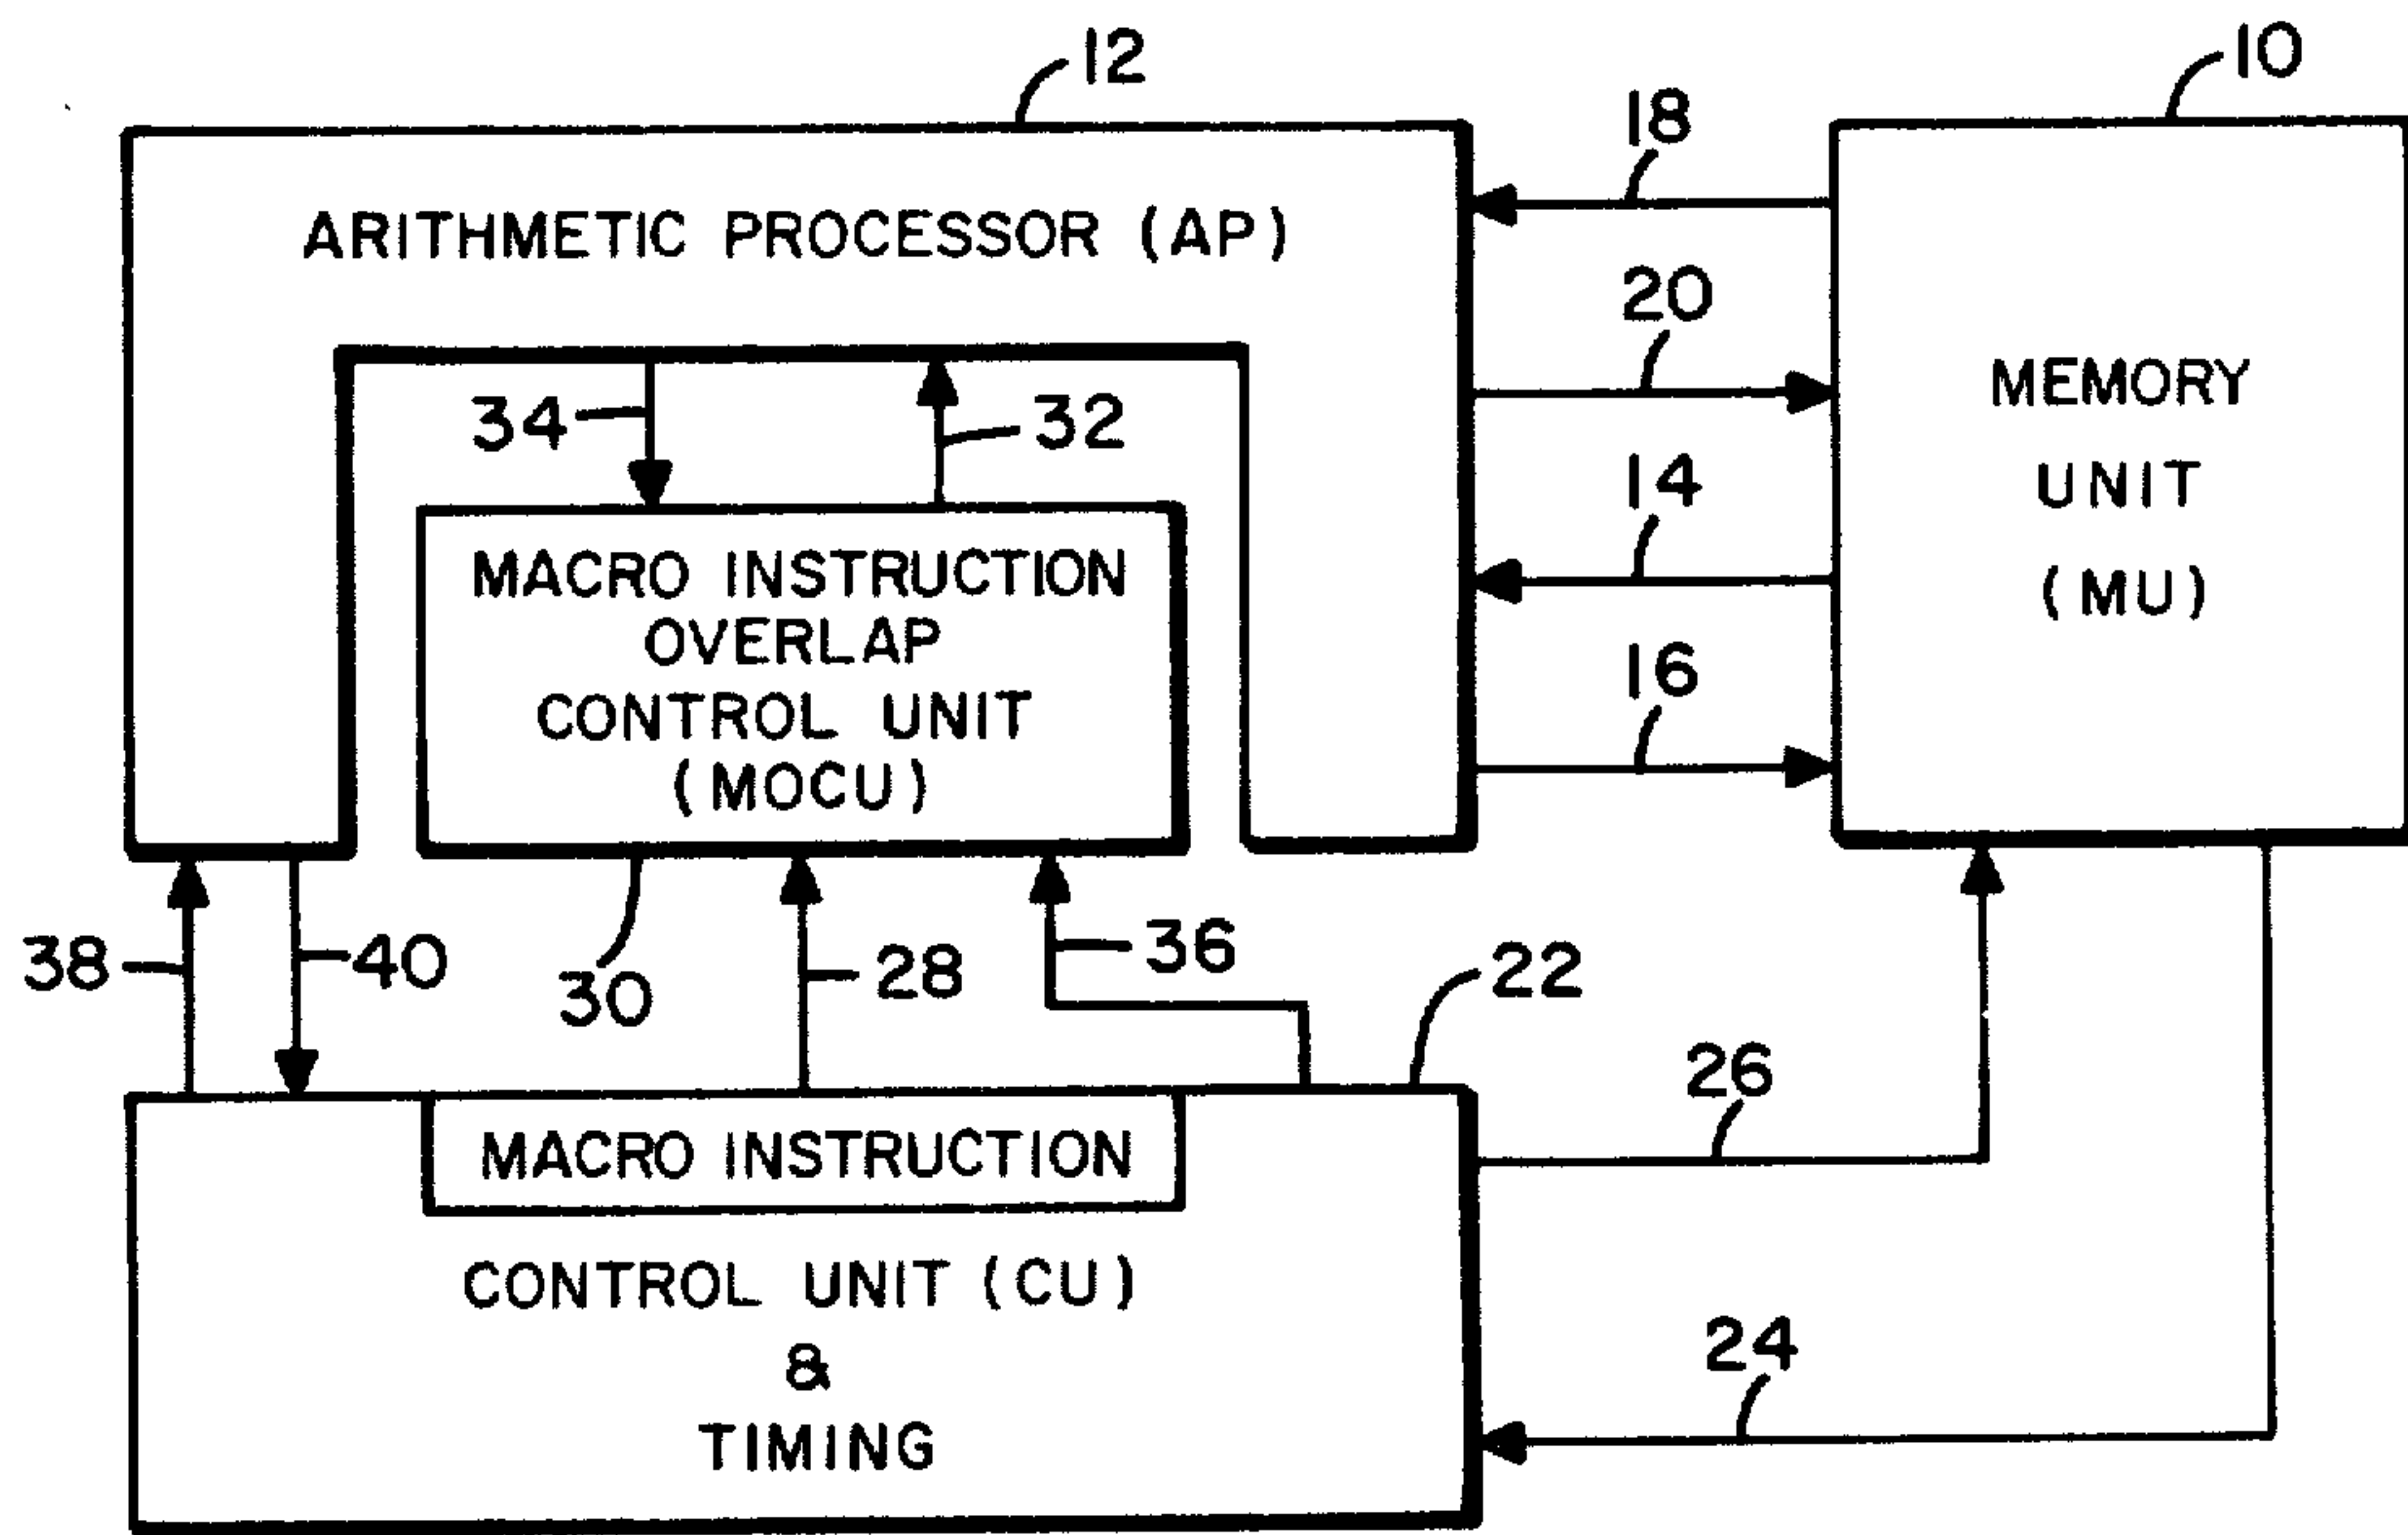 12
10
18
ARITHMETIC PROCESSOR (AP)
20
MEMORY
UNIT
(MU)
34
32
14
MACRO INSTRUCTION
OVERLAP
CONTROL UNIT
(MOCU)
16
38
40
30
28
36
22
26
MACRO INSTRUCTION
CONTROL UNIT (CU)
&
TIMING
24